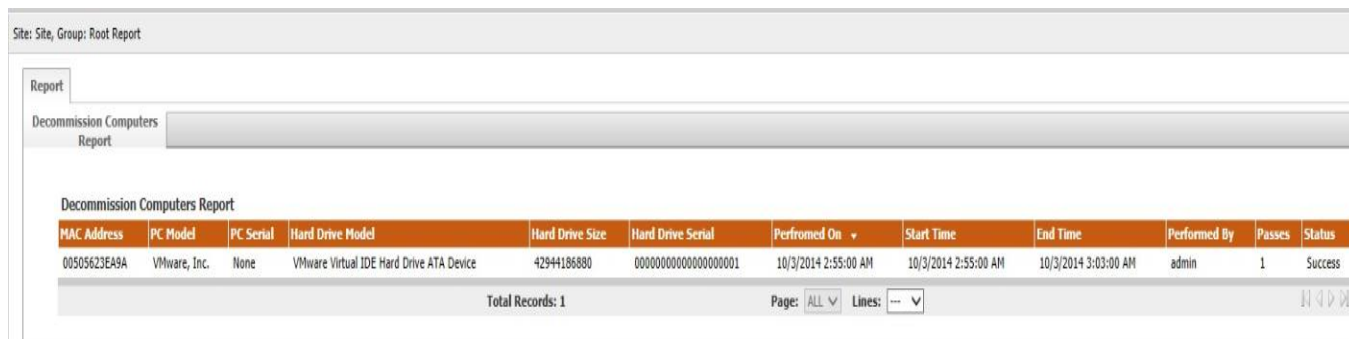 Site: Site, Group: Root Report
Report
Decommission Computers
Report
Decommission Computers Report
MAC Address PC Model PC Serial Hard Drive Model Hard Drive Size Hard Drive Serial Perfromed On Start Time End Time Performed By Passes Status
00505623EA9A VMware, Inc. None VMware Virtual IDE Hard Drive ATA Device 42944186880 00000000000000000001 10/3/2014 2:55:00 AM 10/3/2014 2:55:00 AM 10/3/2014 3:03:00 AM admin 1 Success
Total Records: 1 Page: ALL Lines: ---